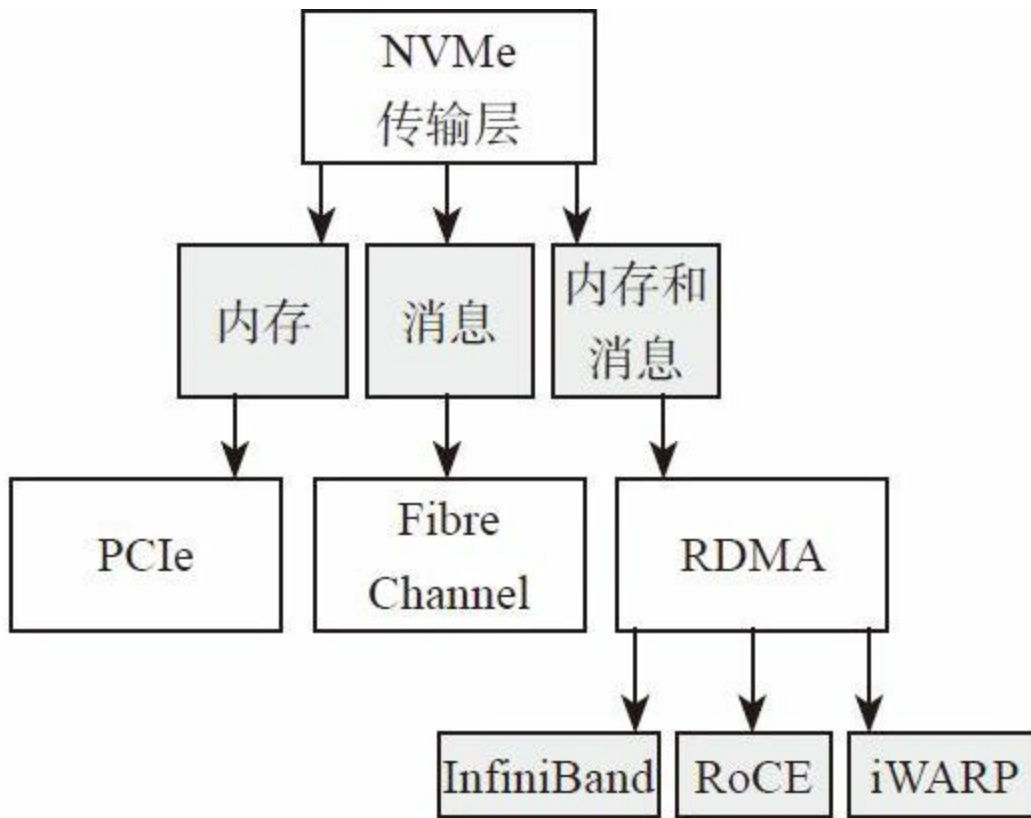 NVMe
传输层
内存
消息
内存和
消息
PCIe
Fibre
Channel
RDMA
InfiniBand
RoCE
iWARP